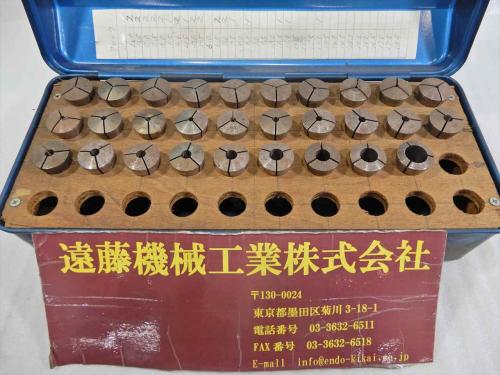 遠藤機械工業株式会社
〒130-0024
東京都墨田区菊川 3-18-1
電話番号 03-3632-6511
FAX番号 03-3632-6518
E-mail info@endo-kikai.co.jp